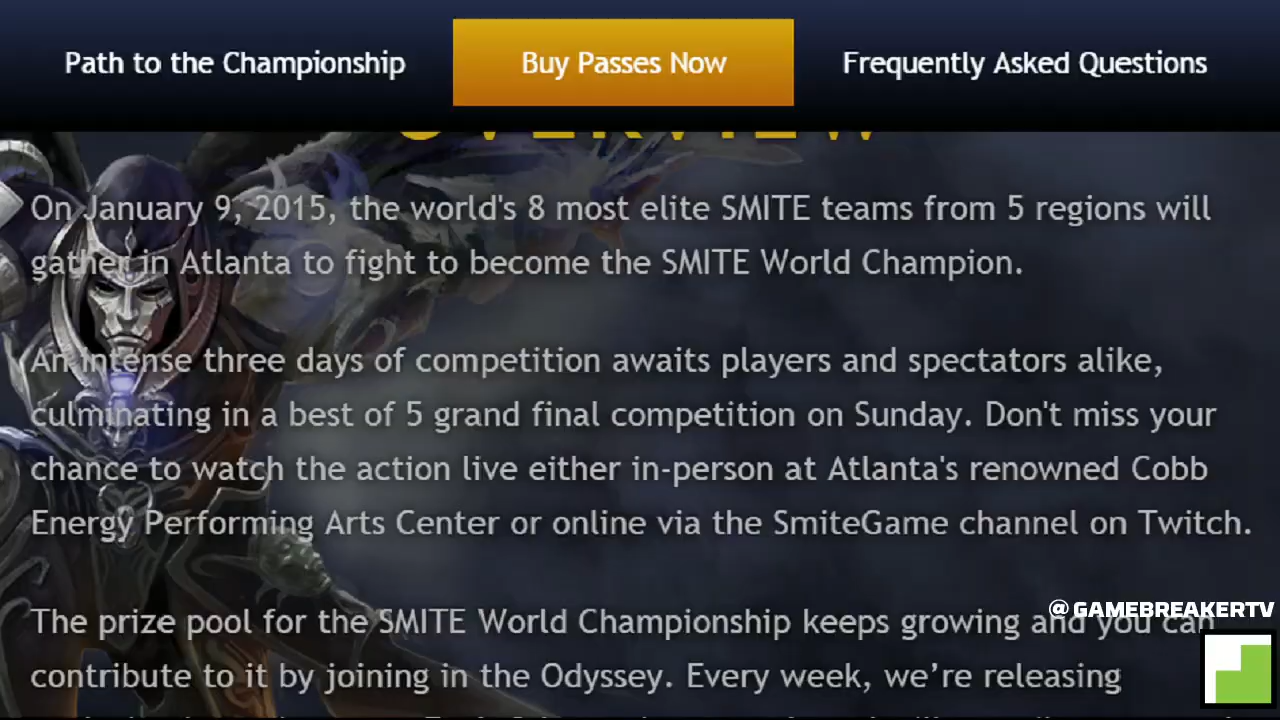 Path to the Championship
Buy Passes Now
Frequently Asked Questions
OVERVIEW
On January 9, 2015, the world's 8 most elite SMITE teams from 5 regions will
gather in Atlanta to fight to become the SMITE World Champion.
An intense three days of competition awaits players and spectators alike,
culminating in a best of 5 grand final competition on Sunday. Don't miss your
chance to watch the action live either in-person at Atlanta's renowned Cobb
Energy Performing Arts Center or online via the SmiteGame channel on Twitch.
The prize pool for the SMITE World Championship keeps growing and you can
@GAMEBREAKERTV
contribute to it by joining in the Odyssey. Every week, we’re releasing